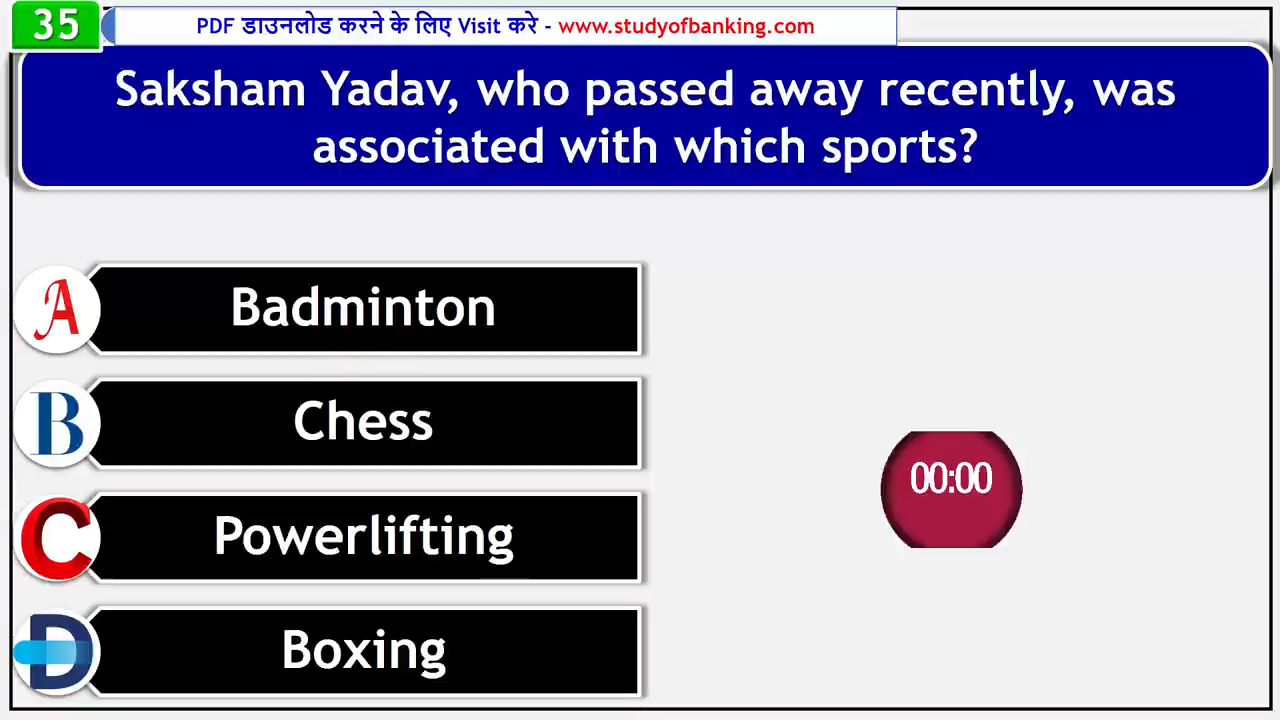 35
PDF डाउनलोड करने के लिए Visit करे - www.studyofbanking.com
Saksham Yadav, who passed away recently, was
associated with which sports?
A Badminton
B Chess
00:00
C Powerlifting
D Boxing